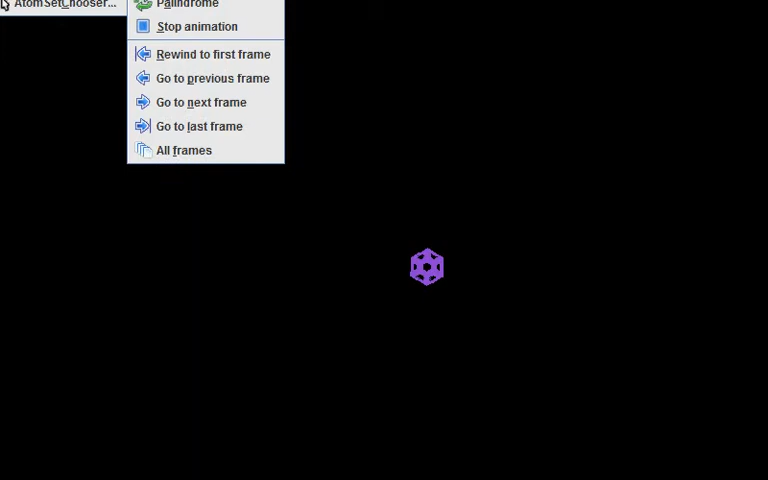 AtomSetChooser...
Palindrome
Stop animation
Rewind to first frame
Go to previous frame
Go to next frame
Go to last frame
All frames